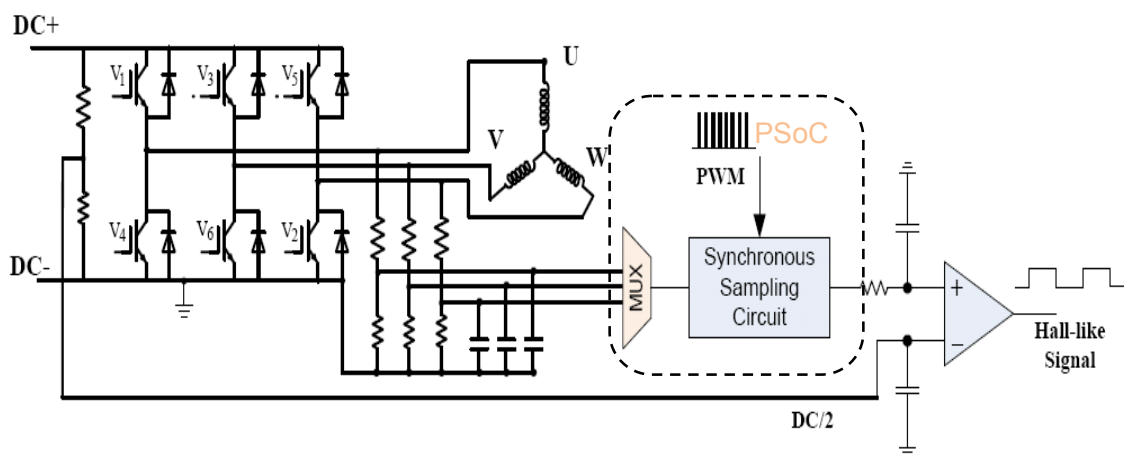 DC+
V1
V3
V5
U
V
W
PSoC
PWM
V4
V6
V2
DC-
MUX
Synchronous
Sampling
Circuit
+
−
Hall-like
Signal
DC/2